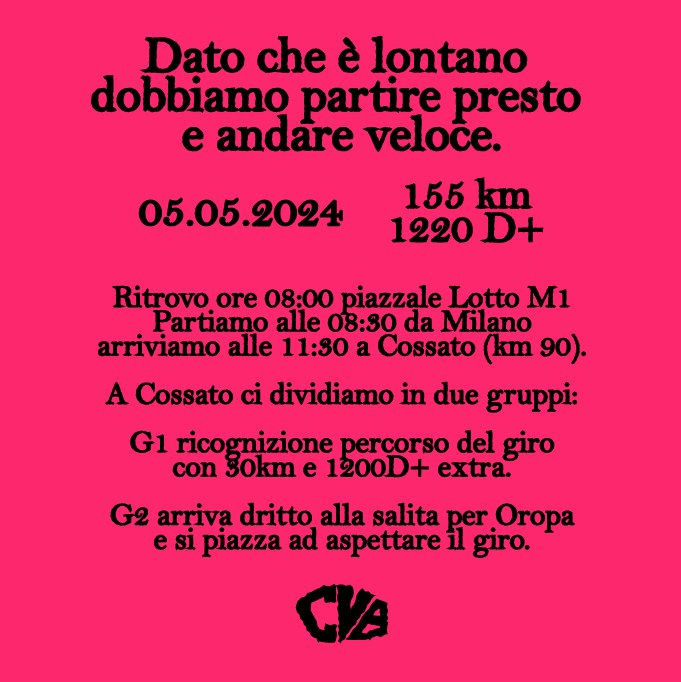 Dato che è lontano
dobbiamo partire presto
e andare veloce.
05.05.2024
155 km
1220 D+
Ritrovo ore 08:00 piazzale Lotto M1
Partiamo alle 08:30 da Milano
arriviamo alle 11:30 a Cossato (km 90).
A Cossato ci dividiamo in due gruppi:
G1 ricognizione percorso del giro
con 30km e 1200D+ extra.
G2 arriva dritto alla salita per Oropa
e si piazza ad aspettare il giro.
CVB